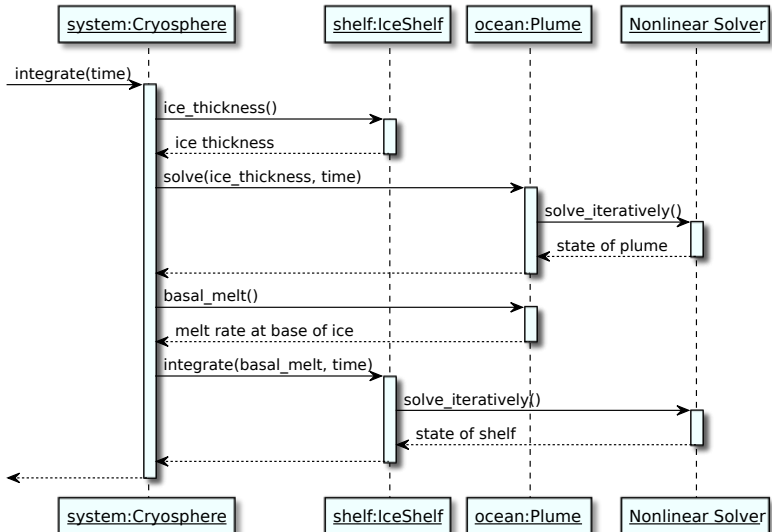 system:Cryosphere shelf:IceShelf ocean:Plume Nonlinear Solver
integrate(time)
ice_thickness()
ice thickness
solve(ice_thickness, time)
solve_iteratively()
state of plume
basal_melt()
melt rate at base of ice
integrate(basal_melt, time)
solve_iteratively()
state of shelf
system:Cryosphere shelf:IceShelf ocean:Plume Nonlinear Solver